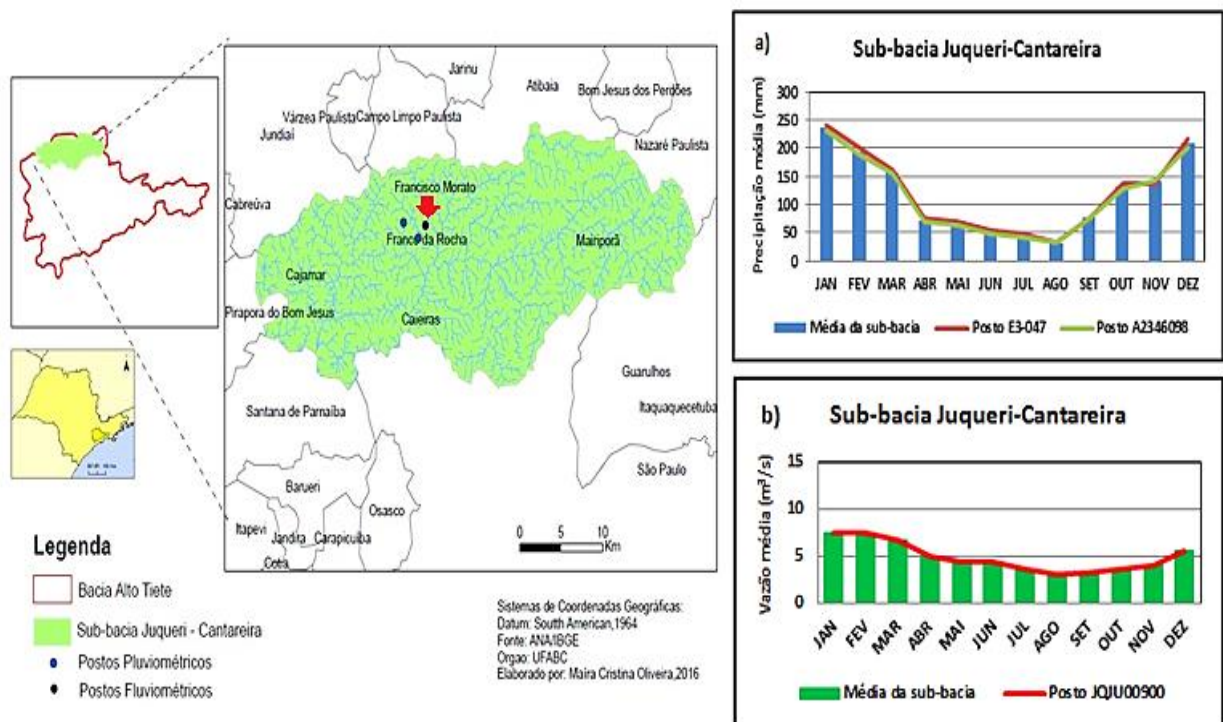 Jarinu
Atibaia
Bom Jesus dos Perdões
Várzea Paulista
Campo Limpo Paulista
Jundiaí
Nazaré Paulista
Francisco Morato
Cabreúva
Franco da Rocha
Mairiporã
Cajamar
Pirapora do Bom Jesus
Caieiras
Guarulhos
Itaquaquecetuba
Santana de Parnaíba
São Paulo
Barueri
Osasco
Itapevi
Jandira
Carapicuíba
Cotia
0 5 10
Km
A
Legenda
Bacia Alto Tiete
Sub-bacia Juqueri - Cantareira
Postos Pluviométricos
Postos Fluviométricos
Sistemas de Coordenadas Geográficas:
Datum: South American,1964
Fonte: ANA/IBGE
Orgao: UFABC
Elaborado por: Maíra Cristina Oliveira,2016
a)
Sub-bacia Juqueri-Cantareira
Precipitação média (mm)
300
250
200
150
100
50
0
JAN FEV MAR ABR MAI JUN JUL AGO SET OUT NOV DEZ
Média da sub-bacia Posto E3-047 Posto A2346098
b)
Sub-bacia Juqueri-Cantareira
Vazão média (m³/s)
15
10
5
0
JAN FEV MAR ABR MAI JUN JUL AGO SET OUT NOV DEZ
Média da sub-bacia Posto JQJU00900